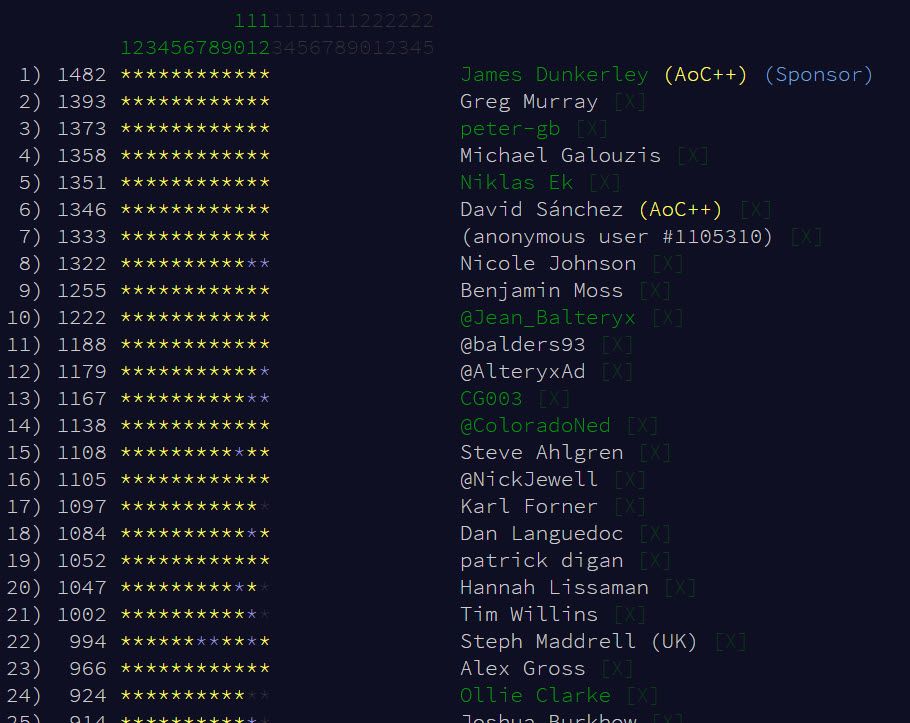 1111111111222222
1234567890123456789012345
1) 1482 ************ James Dunkerley (AoC++) (Sponsor)
2) 1393 ************ Greg Murray [X]
3) 1373 ************ peter-gb [X]
4) 1358 ************ Michael Galouzis [X]
5) 1351 ************ Niklas Ek [X]
6) 1346 ************ David Sánchez (AoC++) [X]
7) 1333 ************ (anonymous user #1105310) [X]
8) 1322 ************ Nicole Johnson [X]
9) 1255 ************ Benjamin Moss [X]
10) 1222 ************ @Jean_Balteryx [X]
11) 1188 ************ @balders93 [X]
12) 1179 ************ @AlteryxAd [X]
13) 1167 ************ CG003 [X]
14) 1138 ************ @ColoradoNed [X]
15) 1108 ************ Steve Ahlgren [X]
16) 1105 ************ @NickJewell [X]
17) 1097 ************ Karl Forner [X]
18) 1084 ************ Dan Languedoc [X]
19) 1052 ************ patrick digan [X]
20) 1047 ************ Hannah Lissaman [X]
21) 1002 ************ Tim Willins [X]
22) 994 ************ Steph Maddrell (UK) [X]
23) 966 ************ Alex Gross [X]
24) 924 ************ Ollie Clarke [X]
25) 914 ************ Joshua Burkhow [X]